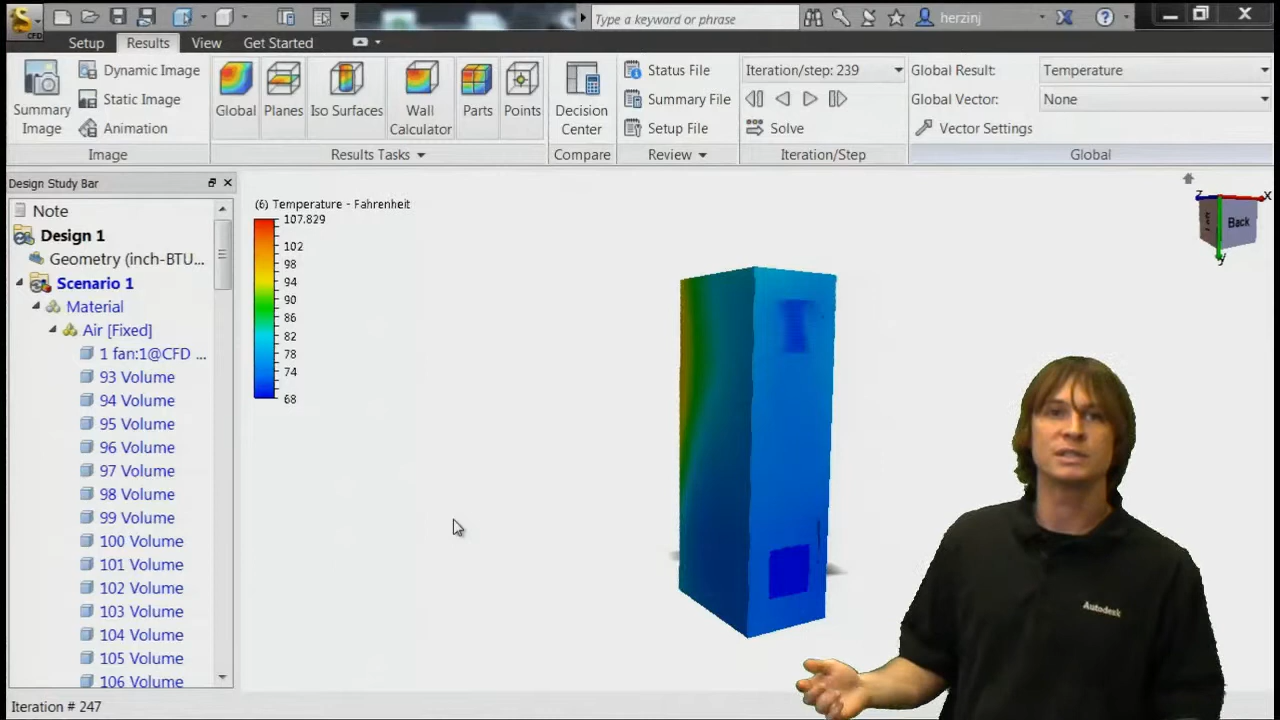 CFD
Type a keyword or phrase
herzinj
Setup
Results
View
Get Started
Summary Image
Dynamic Image
Static Image
Animation
Image
Global
Planes
Iso Surfaces
Wall Calculator
Parts
Points
Results Tasks
Decision Center
Compare
Status File
Summary File
Setup File
Review
Iteration/step: 239
Solve
Iteration/Step
Global Result:
Temperature
Global Vector:
None
Vector Settings
Global
Design Study Bar
Note
Design 1
Geometry (inch-BTU...
Scenario 1
Material
Air [Fixed]
1 fan:1@CFD ...
93 Volume
94 Volume
95 Volume
96 Volume
97 Volume
98 Volume
99 Volume
100 Volume
101 Volume
102 Volume
103 Volume
104 Volume
105 Volume
106 Volume
(6) Temperature - Fahrenheit
107.829
102
98
94
90
86
82
78
74
68
z
x
Back
y
Autodesk
Iteration # 247